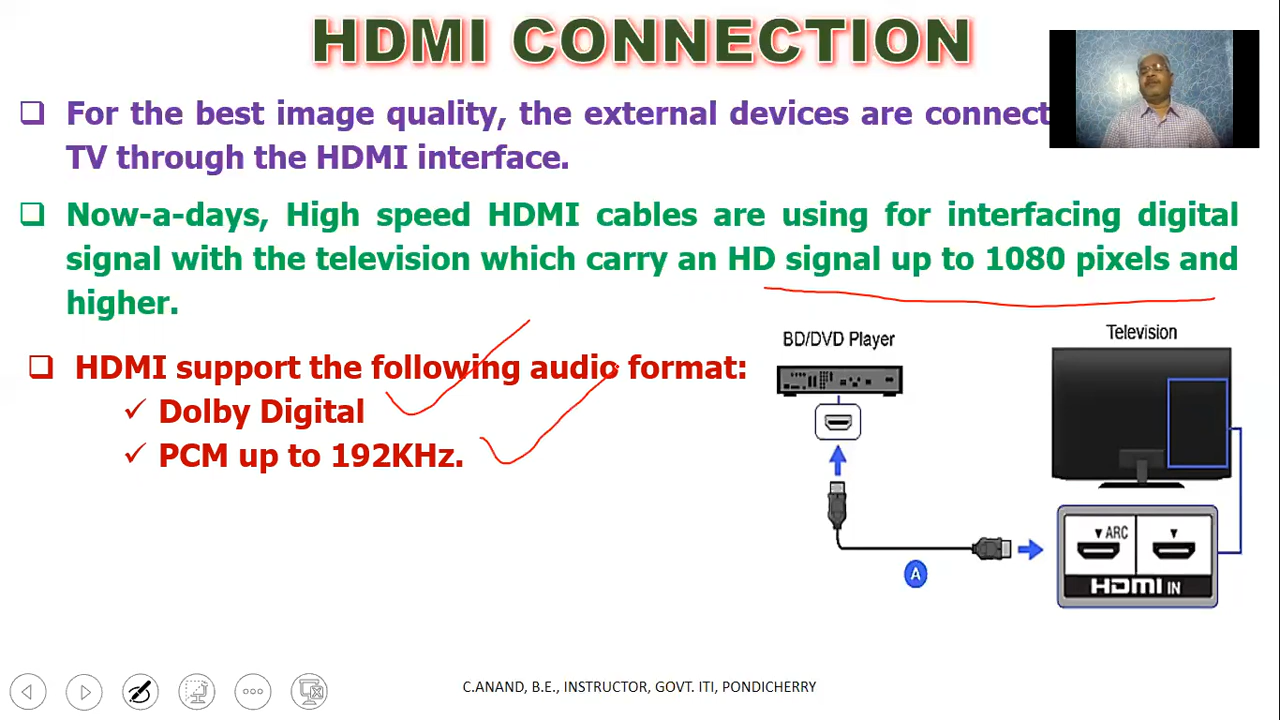 HDMI CONNECTION
❑ For the best image quality, the external devices are connect
TV through the HDMI interface.
❑ Now-a-days, High speed HDMI cables are using for interfacing digital
signal with the television which carry an HD signal up to 1080 pixels and
higher.
❑ HDMI support the following audio format:
✓ Dolby Digital
✓ PCM up to 192KHz.
BD/DVD Player
Television
▼ARC ▼
HDMI IN
A
C.ANAND, B.E., INSTRUCTOR, GOVT. ITI, PONDICHERRY